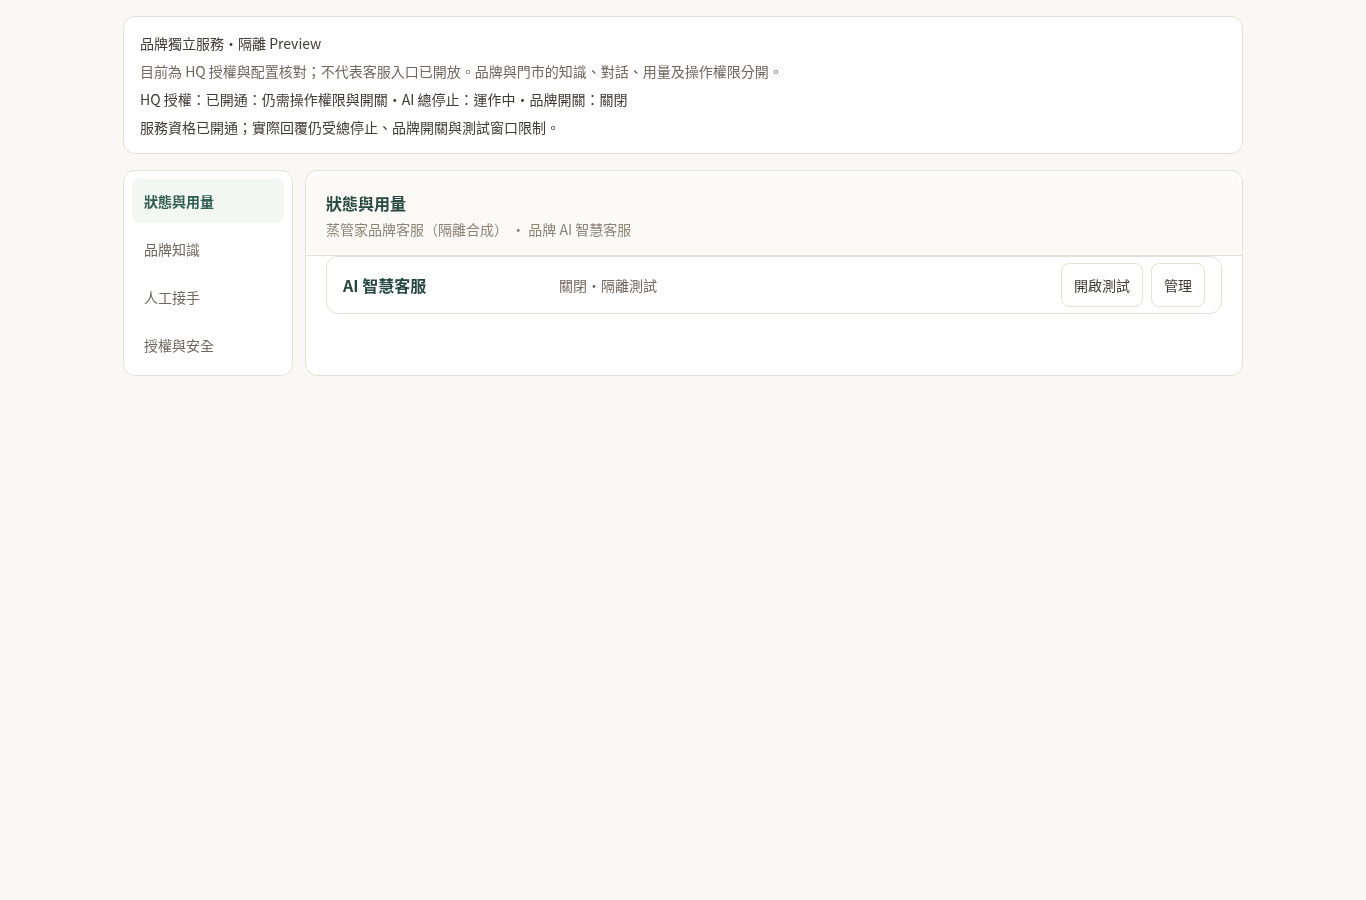 品牌獨立服務・隔離 Preview
目前為 HQ 授權與配置核對；不代表客服入口已開放。品牌與門市的知識、對話、用量及操作權限分開。
HQ 授權：已開通：仍需操作權限與開關・AI 總停止：運作中・品牌開關：關閉
服務資格已開通；實際回覆仍受總停止、品牌開關與測試窗口限制。
狀態與用量
品牌知識
人工接手
授權與安全
狀態與用量
蒸管家品牌客服（隔離合成） ・ 品牌 AI 智慧客服
AI 智慧客服 關閉・隔離測試 開啟測試 管理